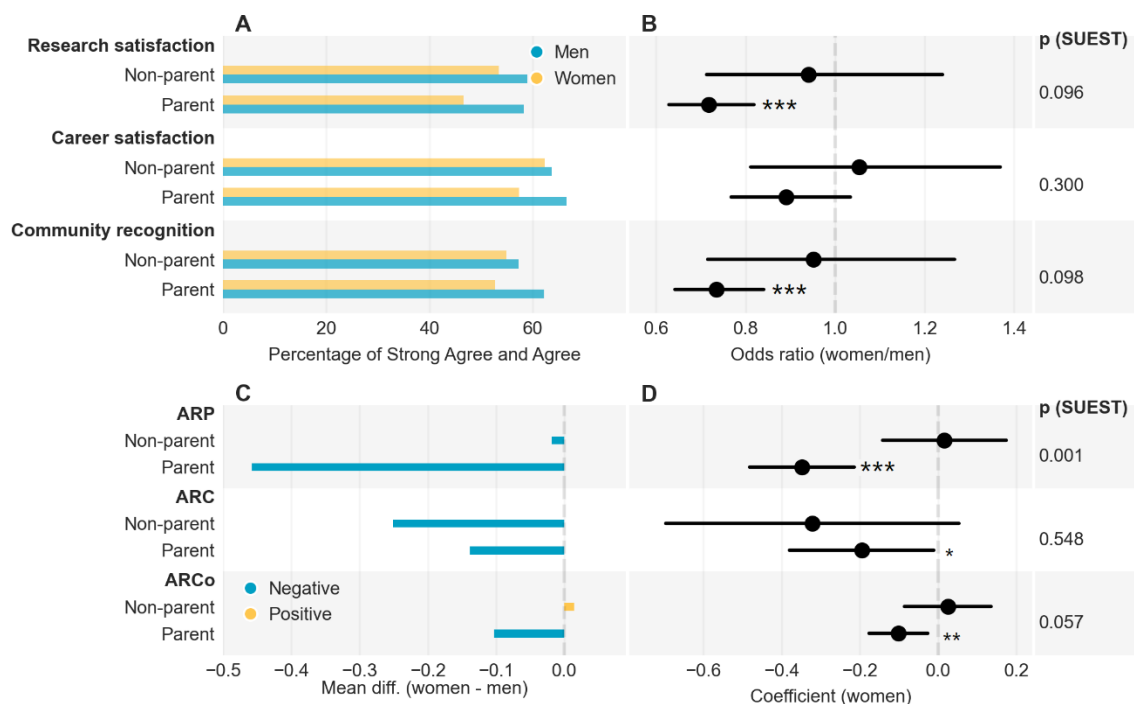 A
B
Research satisfaction
Men
Women
p (SUEST)
Non-parent
Parent
***
0.096
Career satisfaction
Non-parent
Parent
0.300
Community recognition
Non-parent
Parent
***
0.098
0 20 40 60
0.6 0.8 1.0 1.2 1.4
Percentage of Strong Agree and Agree
Odds ratio (women/men)
C
D
ARP
p (SUEST)
Non-parent
Parent
***
0.001
ARC
Non-parent
Parent
*
0.548
ARCo
Negative
Positive
Non-parent
Parent
**
0.057
−0.5 −0.4 −0.3 −0.2 −0.1 0.0
−0.6 −0.4 −0.2 0.0 0.2
Mean diff. (women - men)
Coefficient (women)